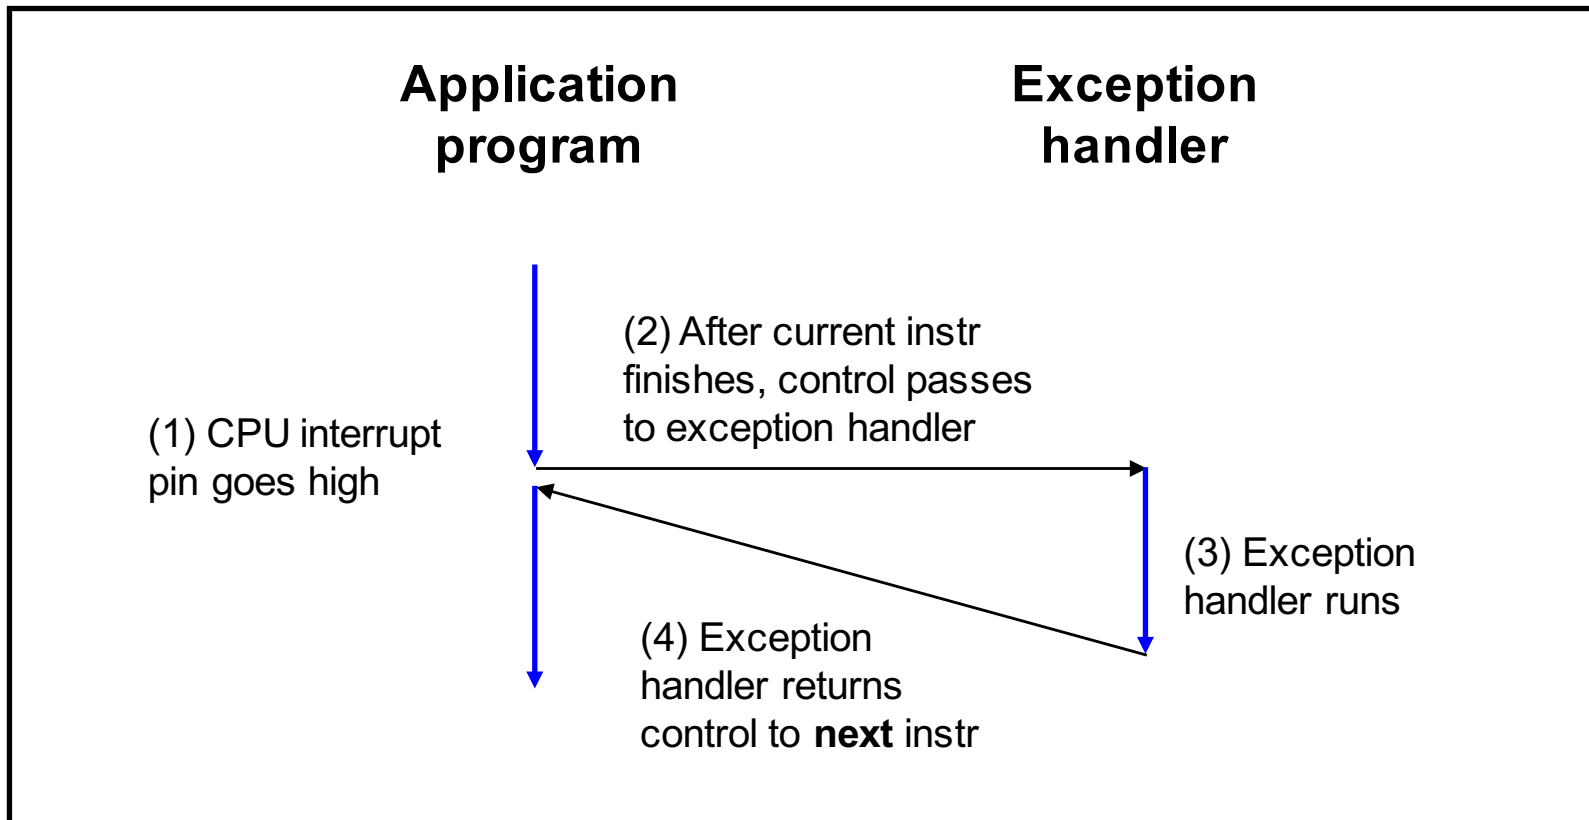 Application
program
Exception
handler
(1) CPU interrupt
pin goes high
(2) After current instr
finishes, control passes
to exception handler
(3) Exception
handler runs
(4) Exception
handler returns
control to next instr